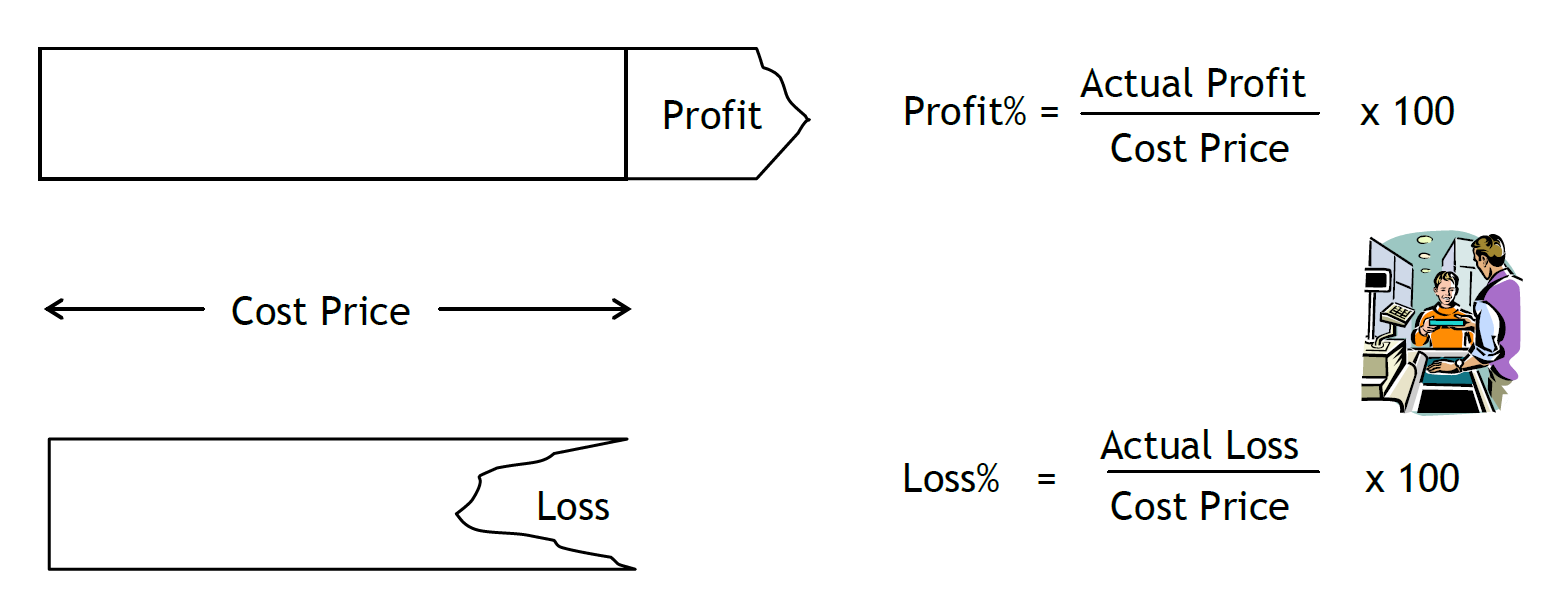 Profit
Profit% = Actual Profit / Cost Price x 100
Cost Price
Loss
Loss% = Actual Loss / Cost Price x 100